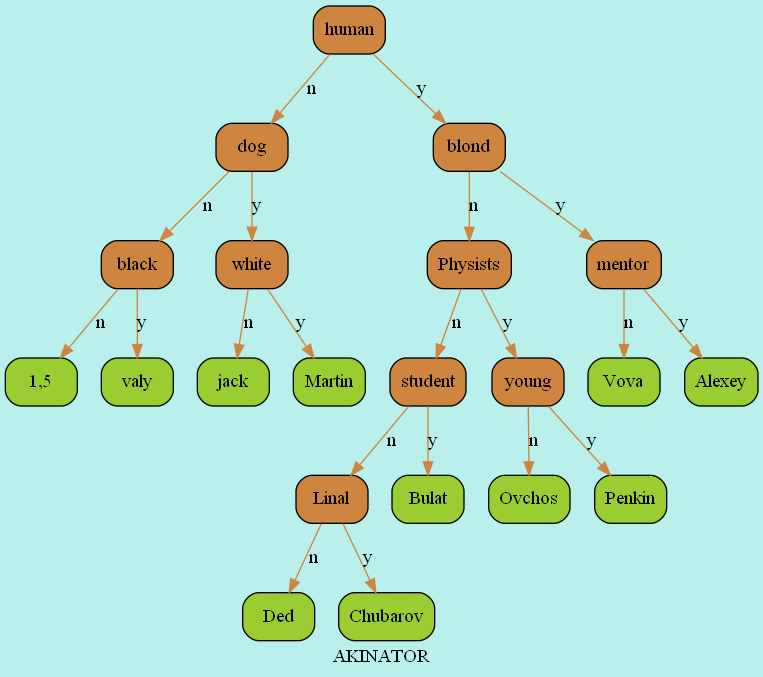 human
n
y
dog
blond
n
y
n
y
black
white
Physists
mentor
n
y
n
y
n
y
n
y
1,5
valy
jack
Martin
student
young
Vova
Alexey
n
y
n
y
Linal
Bulat
Ovchos
Penkin
n
y
Ded
Chubarov
AKINATOR